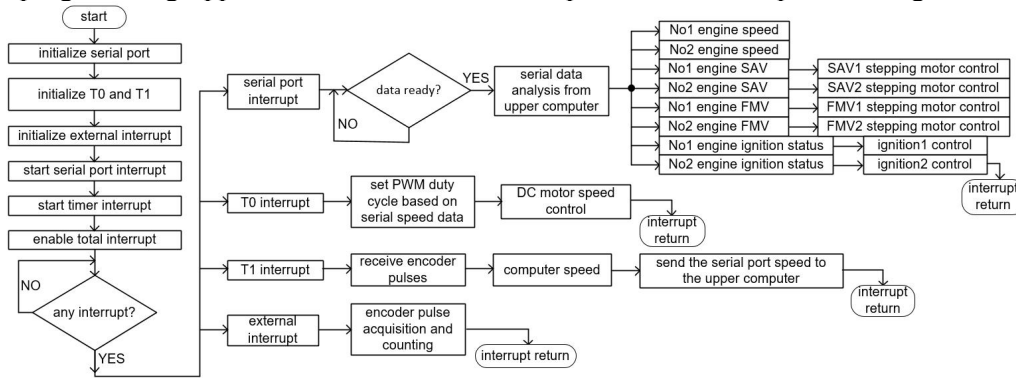 start
initialize serial port
initialize T0 and T1
initialize external interrupt
start serial port interrupt
start timer interrupt
enable total interrupt
NO
any interrupt?
YES
serial port
interrupt
data ready?
NO
YES
serial data
analysis from
upper computer
No1 engine speed
No2 engine speed
No1 engine SAV
SAV1 stepping motor control
No2 engine SAV
SAV2 stepping motor control
No1 engine FMV
FMV1 stepping motor control
No2 engine FMV
FMV2 stepping motor control
No1 engine ignition status
ignition1 control
No2 engine ignition status
ignition2 control
interrupt
return
T0 interrupt
set PWM duty
cycle based on
serial speed data
DC motor speed
control
interrupt
return
T1 interrupt
receive encoder
pulses
computer speed
send the serial port speed to
the upper computer
interrupt
return
external
interrupt
encoder pulse
acquisition and
counting
interrupt return